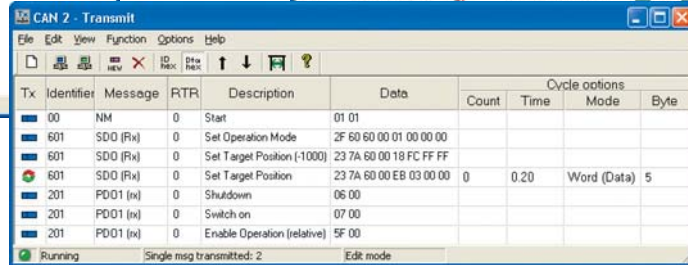 CAN 2 - Transmit
File Edit View Function Options Help
NEW ID hex Dta hex ?
Tx Identifier Message RTR Description Data Cycle options
Count Time Mode Byte
00 NM 0 Start 01 01
601 SDO (Rx) 0 Set Operation Mode 2F 60 60 00 01 00 00 00
601 SDO (Rx) 0 Set Target Position (-1000) 23 7A 60 00 18 FC FF FF
601 SDO (Rx) 0 Set Target Position 23 7A 60 00 EB 03 00 00 0 0.20 Word (Data) 5
201 PDO1 (rx) 0 Shutdown 06 00
201 PDO1 (rx) 0 Switch on 07 00
201 PDO1 (rx) 0 Enable Operation (relative) 5F 00
Running Single msg transmitted: 2 Edit mode